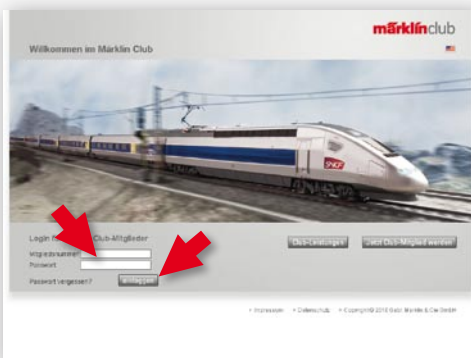 märklinclub
Willkommen im Märklin Club
SNCF
Login Club-Mitglieder
Mitgliedsnummer
Passwort
Passwort vergessen?
Einloggen
Club-Leistungen
Jetzt Club-Mitglied werden
Impressum Datenschutz Copyright© 2010 Gebr. Märklin & Cie GmbH